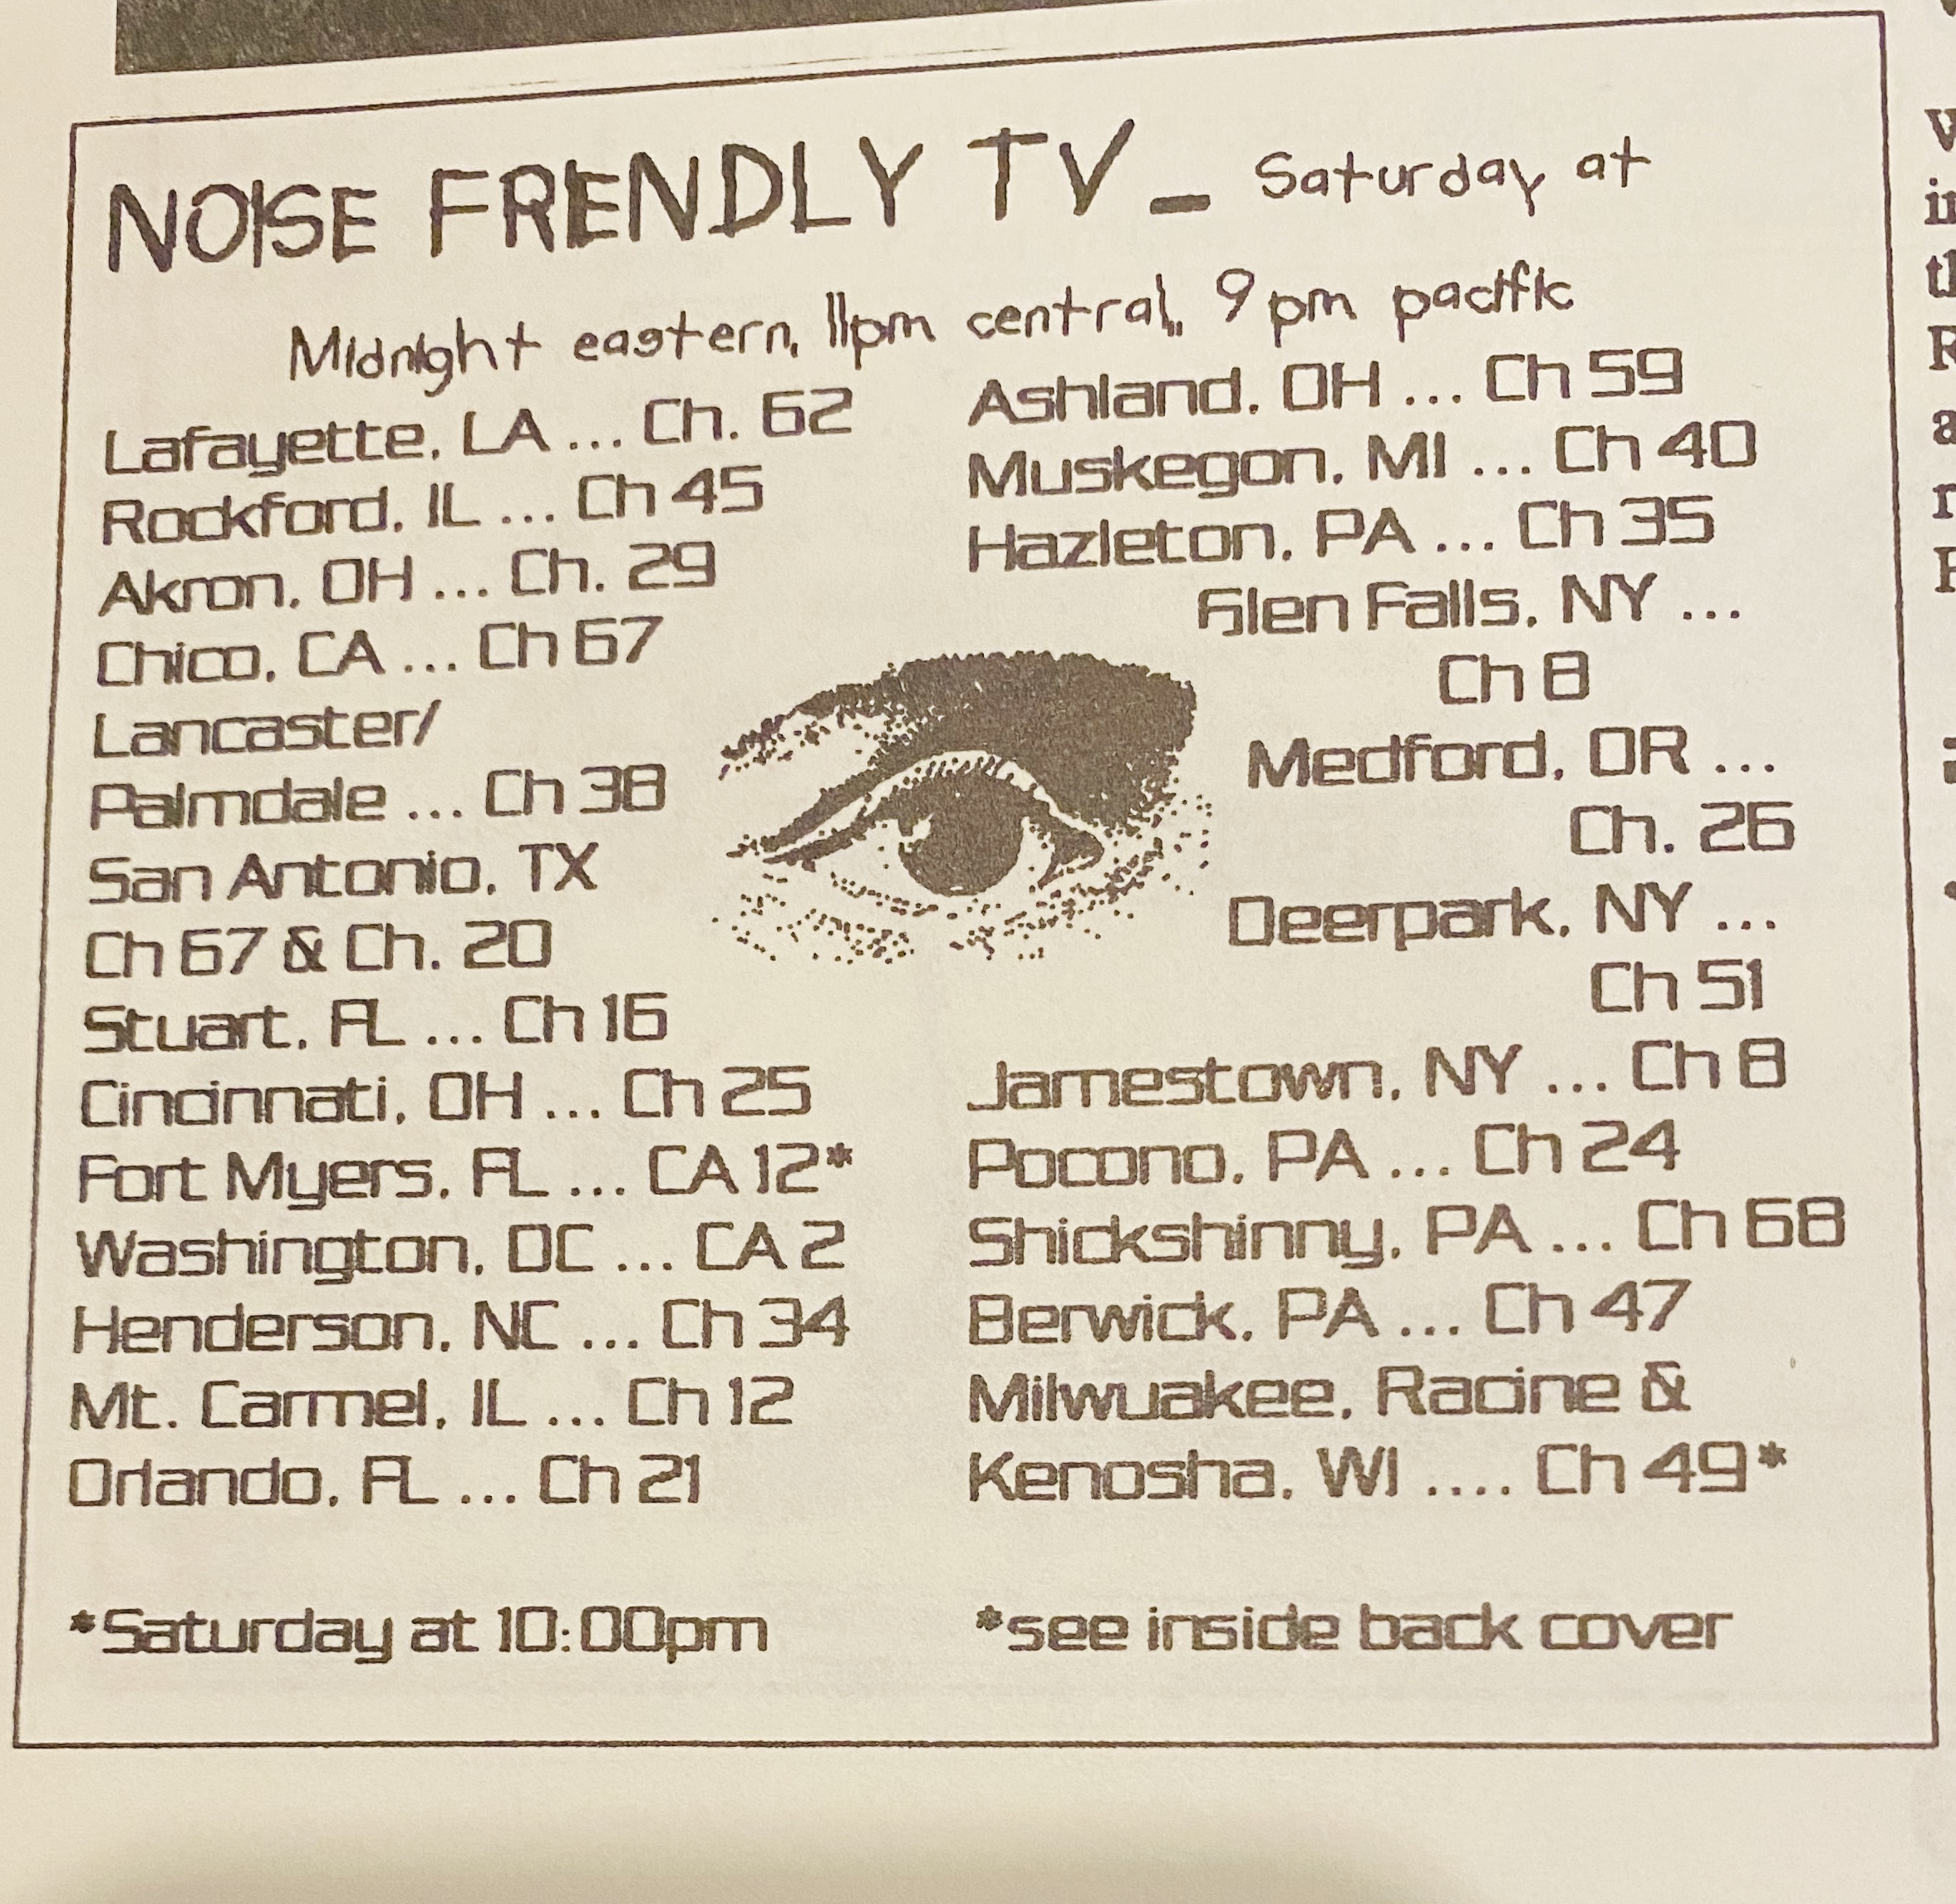 NOISE FRENDLY TV - Saturday at
Midnight eastern, 11pm central, 9pm pacific
Lafayette, LA ... Ch. 62
Rockford, IL ... Ch 45
Akron, OH ... Ch. 29
Chico, CA ... Ch 67
Lancaster/
Palmdale ... Ch 38
San Antonio, TX
Ch 67 & Ch. 20
Stuart, FL ... Ch 16
Cincinnati, OH ... Ch 25
Fort Myers, FL ... CA 12*
Washington, DC ... CA 2
Henderson, NC ... Ch 34
Mt. Carmel, IL ... Ch 12
Orlando, FL ... Ch 21
*Saturday at 10:00pm
Ashland, OH ... Ch 59
Muskegon, MI ... Ch 40
Hazleton, PA ... Ch 35
Glen Falls, NY ...
Ch 8
Medford, OR ...
Ch. 26
Deerpark, NY ...
Ch 51
Jamestown, NY ... Ch 8
Pocono, PA ... Ch 24
Shickshinny, PA ... Ch 68
Berwick, PA ... Ch 47
Milwuakee, Racine &
Kenosha, WI .... Ch 49*
*see inside back cover